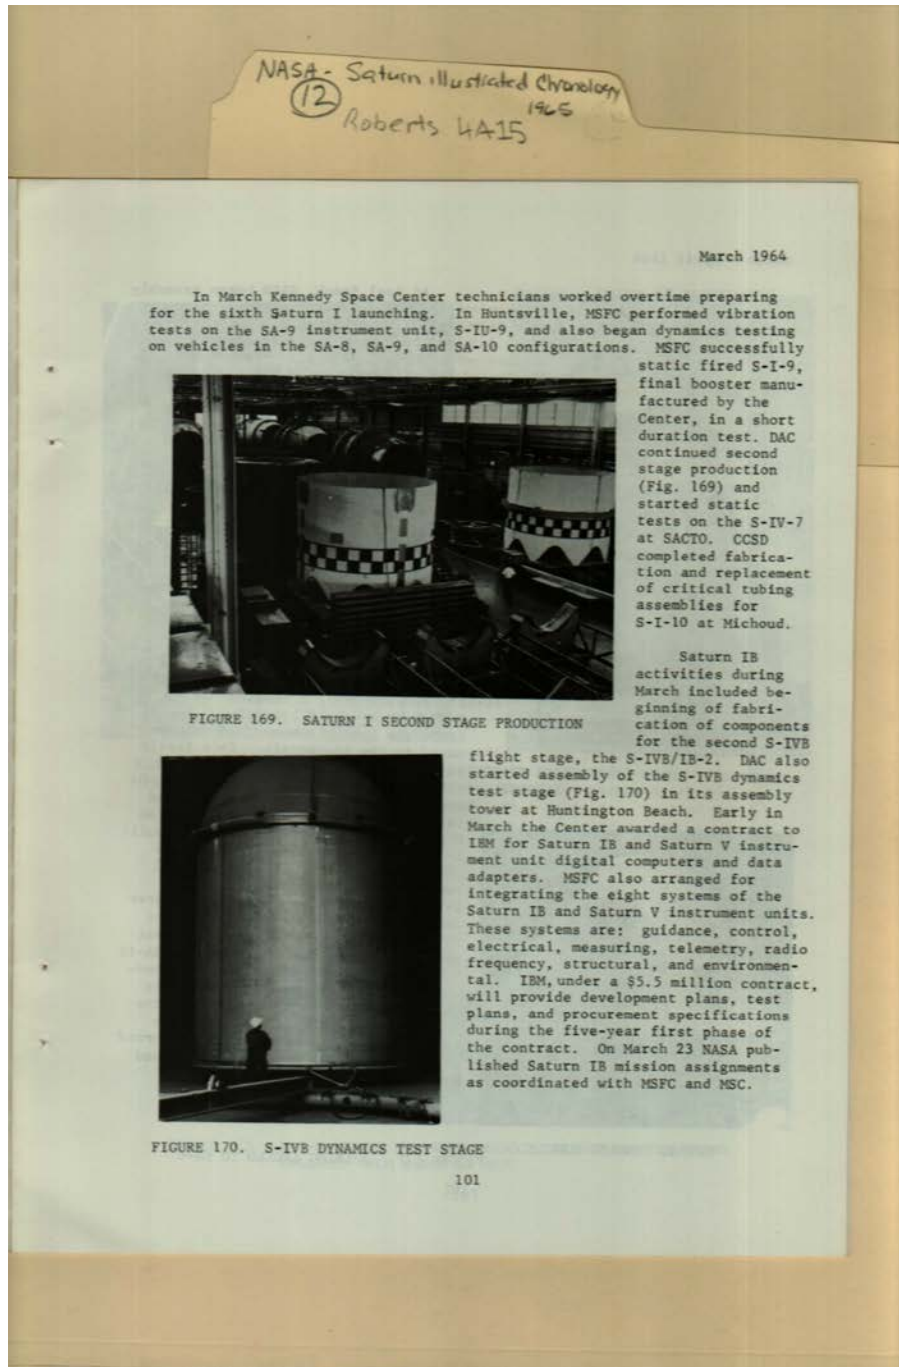 NASA - Saturn illustrated Chronology
12
1965
Roberts 4A15
March 1964
In March Kennedy Space Center technicians worked overtime preparing
for the sixth Saturn I launching. In Huntsville, MSFC performed vibration
tests on the SA-9 instrument unit, S-IU-9, and also began dynamics testing
on vehicles in the SA-8, SA-9, and SA-10 configurations. MSFC successfully
static fired S-I-9,
final booster manu-
factured by the
Center, in a short
duration test. DAC
continued second
stage production
(Fig. 169) and
started static
tests on the S-IV-7
at SACTO. CCSD
completed fabrica-
tion and replacement
of critical tubing
assemblies for
S-I-10 at Michoud.
Saturn IB
activities during
March included be-
ginning of fabri-
cation of components
for the second S-IVB
FIGURE 169. SATURN I SECOND STAGE PRODUCTION
flight stage, the S-IVB/IB-2. DAC also
started assembly of the S-IVB dynamics
test stage (Fig. 170) in its assembly
tower at Huntington Beach. Early in
March the Center awarded a contract to
IBM for Saturn IB and Saturn V instru-
ment unit digital computers and data
adapters. MSFC also arranged for
integrating the eight systems of the
Saturn IB and Saturn V instrument units.
These systems are: guidance, control,
electrical, measuring, telemetry, radio
frequency, structural, and environmen-
tal. IBM, under a $5.5 million contract,
will provide development plans, test
plans, and procurement specifications
during the five-year first phase of
the contract. On March 23 NASA pub-
lished Saturn IB mission assignments
as coordinated with MSFC and MSC.
FIGURE 170. S-IVB DYNAMICS TEST STAGE
101